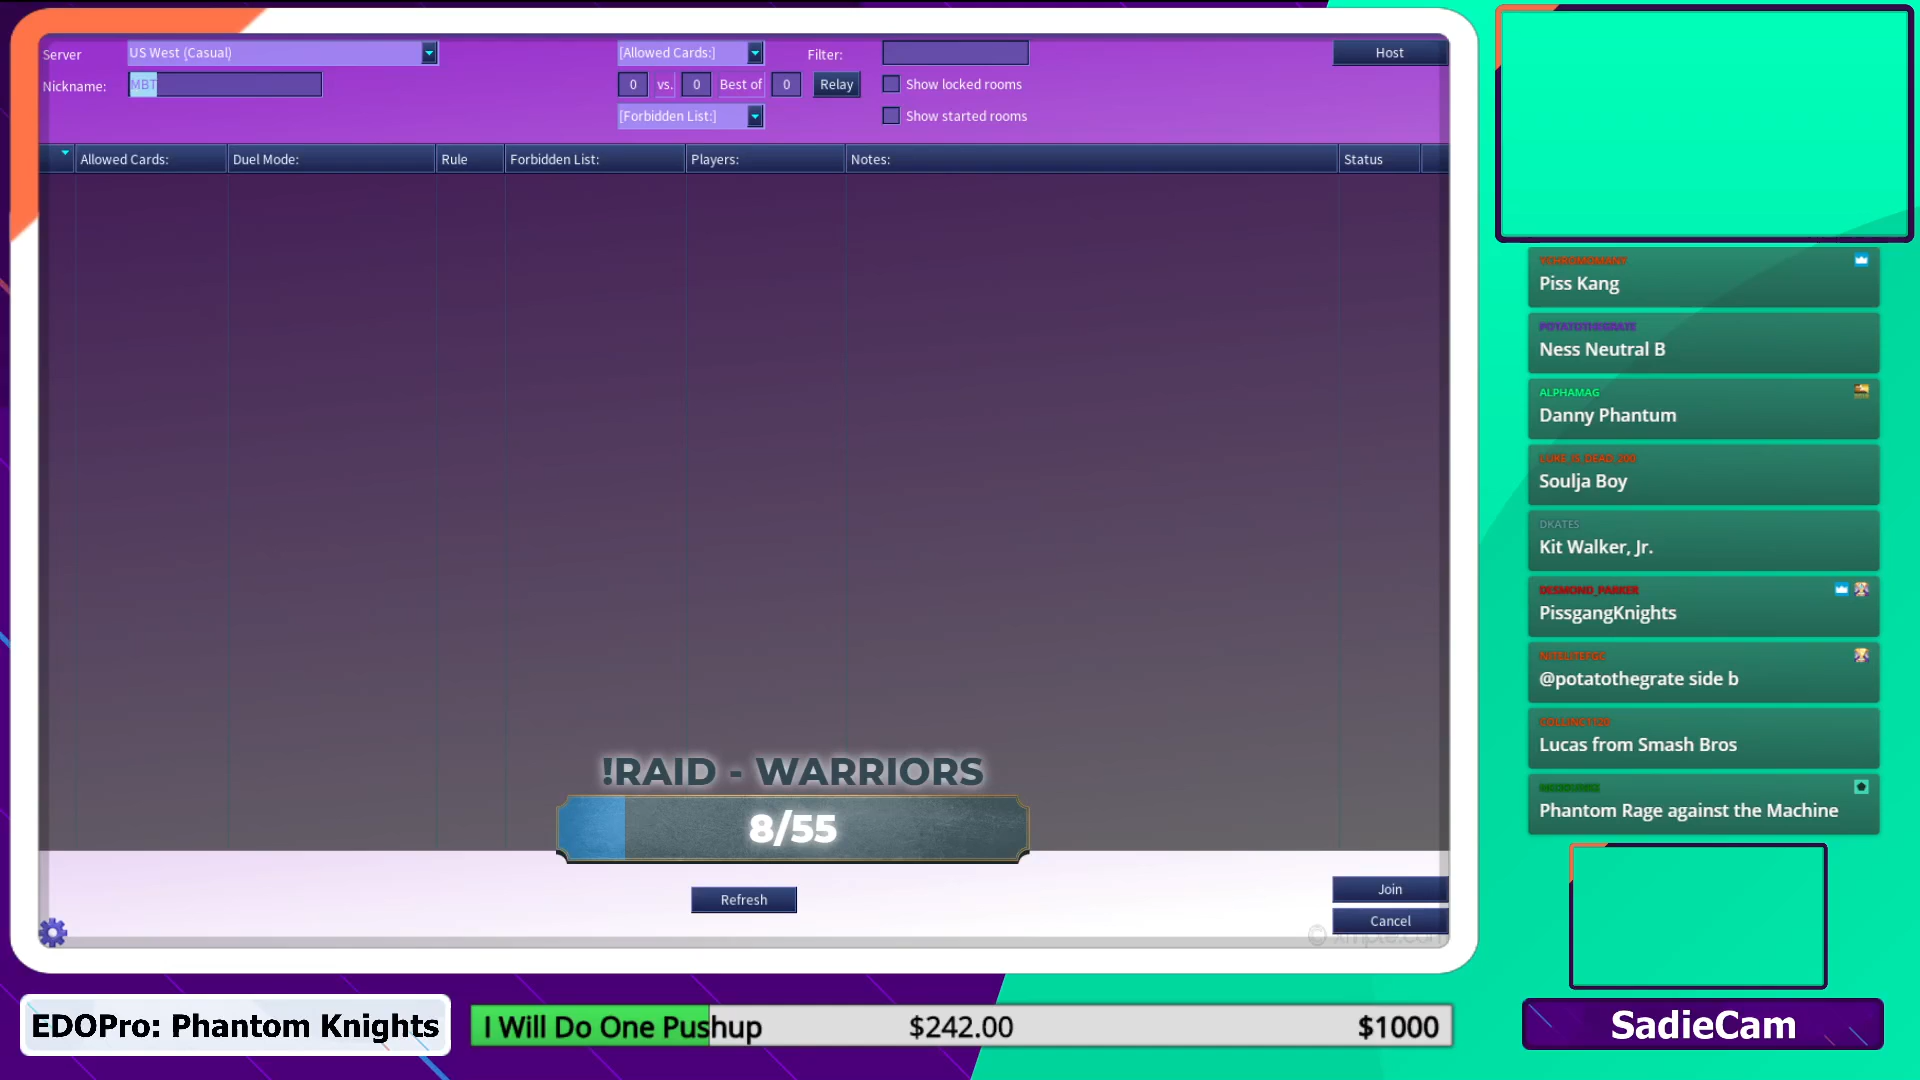 Server
US West (Casual)
[Allowed Cards:]
Filter:
Host
Nickname:
MBT
0 vs. 0 Best of 0
Relay
Show locked rooms
[Forbidden List:]
Show started rooms
Allowed Cards: Duel Mode: Rule Forbidden List: Players: Notes: Status
!RAID - WARRIORS
8/55
Refresh
Join
Cancel
Piss Kang
POTATOTHEGRATE
Ness Neutral B
ALPHAMAG
Danny Phantum
LUKE_IS_DEAD_200
Soulja Boy
DKATES
Kit Walker, Jr.
DESMOND_PARKER
PissgangKnights
@potatothegrate side b
Lucas from Smash Bros
Phantom Rage against the Machine
EDOPro: Phantom Knights
I Will Do One Pushup
$242.00
$1000
SadieCam